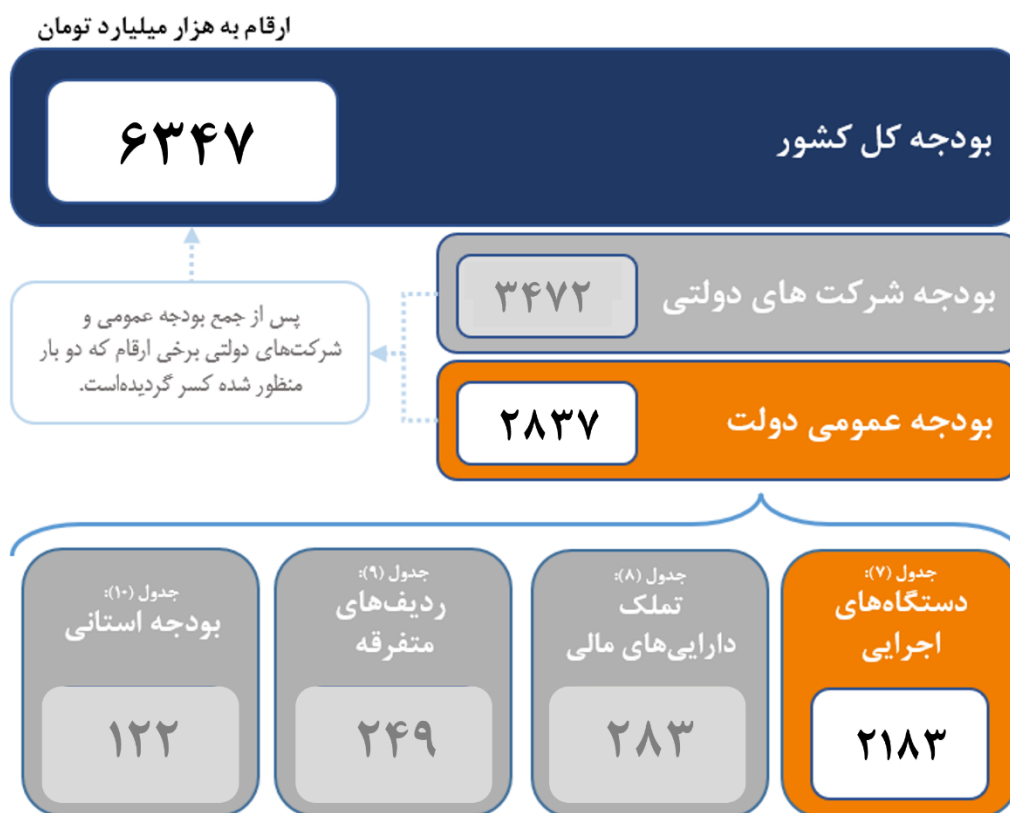 ارقام به هزار میلیارد تومان
بودجه کل کشور
۶۳۴۷
بودجه شرکت های دولتی
۳۴۷۲
پس از جمع بودجه عمومی و
شرکت‌های دولتی برخی ارقام که دو بار
منظور شده کسر گردیده‌است.
بودجه عمومی دولت
۲۸۳۷
جدول (۷):
دستگاه‌های
اجرایی
۲۱۸۳
جدول (۸):
تملک
دارایی‌های مالی
۲۸۳
جدول (۹):
ردیف‌های
متفرقه
۲۴۹
جدول (۱۰):
بودجه استانی
۱۲۲